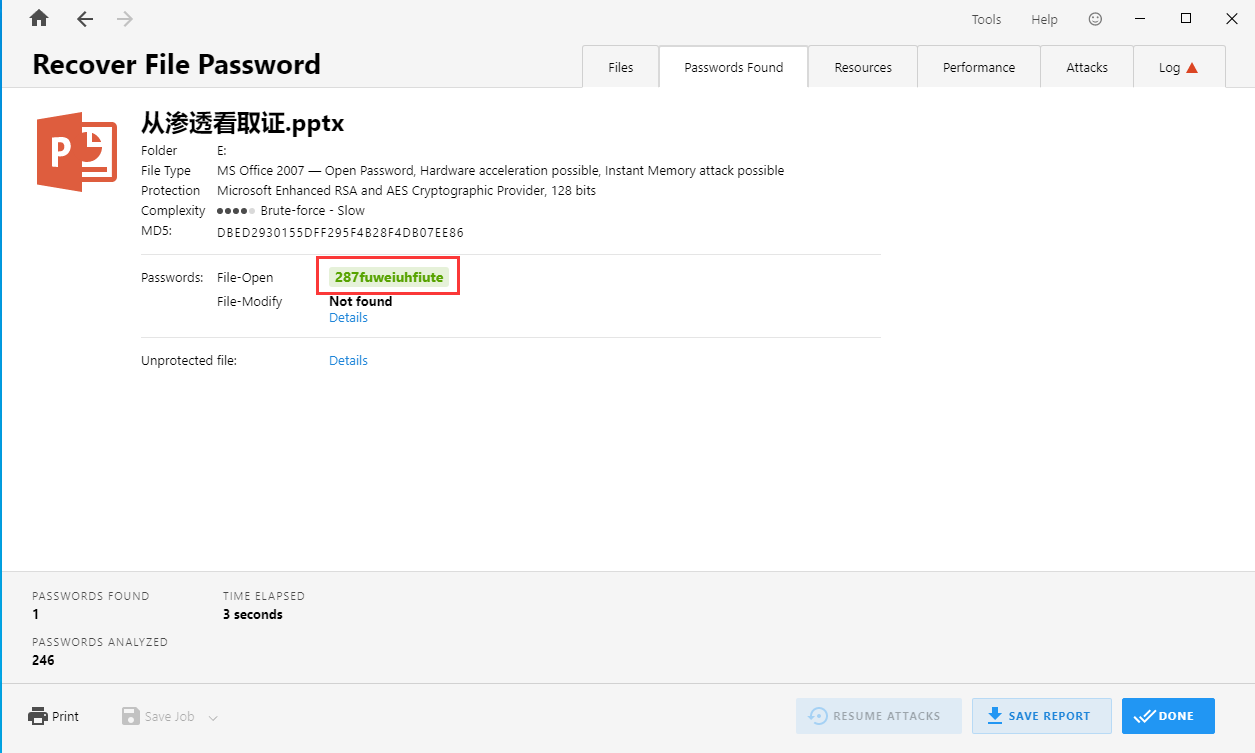 Tools Help
Recover File Password
Files Passwords Found Resources Performance Attacks Log
从渗透看取证.pptx
Folder E:
File Type MS Office 2007 — Open Password, Hardware acceleration possible, Instant Memory attack possible
Protection Microsoft Enhanced RSA and AES Cryptographic Provider, 128 bits
Complexity Brute-force - Slow
MD5: DBED2930155DFF295F4B28F4DB07EE86
Passwords: File-Open 287fuweiuhfiute
File-Modify Not found
Details
Unprotected file: Details
PASSWORDS FOUND TIME ELAPSED
1 3 seconds
PASSWORDS ANALYZED
246
Print Save Job RESUME ATTACKS SAVE REPORT DONE